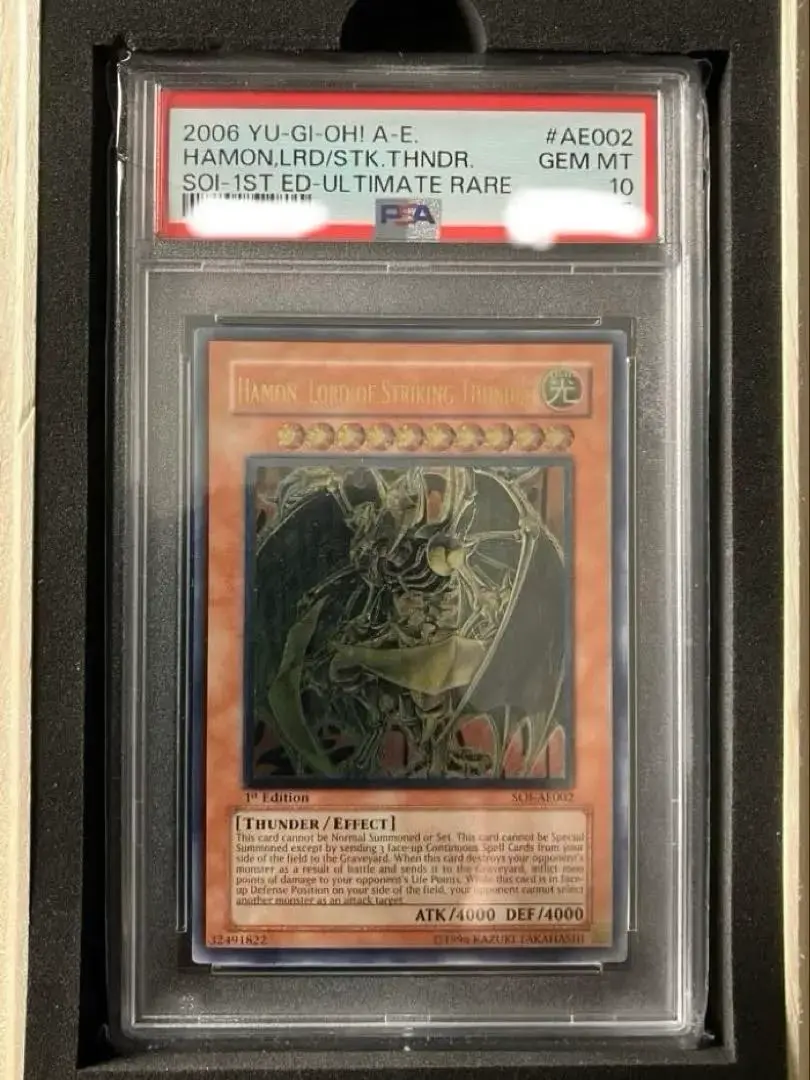 2006 YU-GI-OH! A-E. #AE002
HAMON,LRD/STK.THNDR. GEM MT
SOI-1ST ED-ULTIMATE RARE 10
PSA
HAMON, LORD OF STRIKING THUNDER
光
1st Edition SOI-AE002
[THUNDER/EFFECT]
This card cannot be Normal Summoned or Set. This card cannot be Special
Summoned except by sending 3 face-up Continuous Spell Cards from your
side of the field to the Graveyard. When this card destroys your opponent's
monster as a result of battle and sends it to the Graveyard, inflict 1000
points of damage to your opponent's Life Points. While this card is in face-
up Defense Position on your side of the field, your opponent cannot select
another monster as an attack target.
ATK/4000 DEF/4000
32491822 ©1996 KAZUKI TAKAHASHI